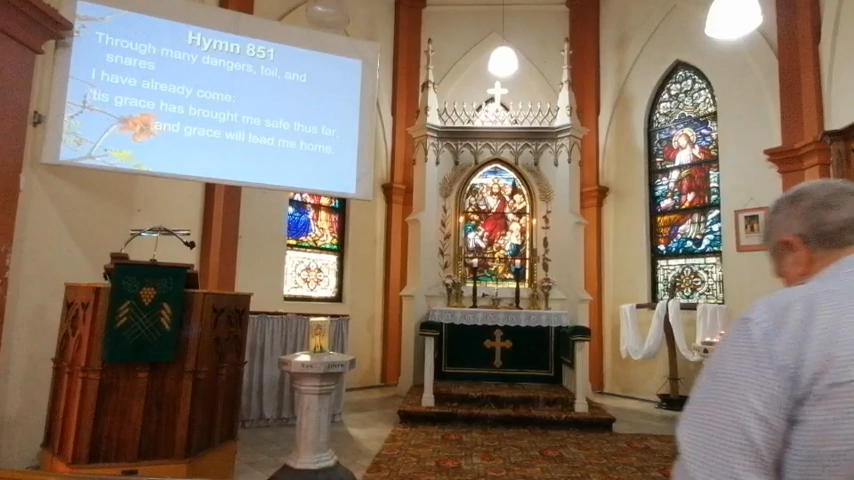 Hymn 851
Through many dangers, toil, and
snares
I have already come:
'tis grace has brought me safe thus far,
and grace will lead me home.